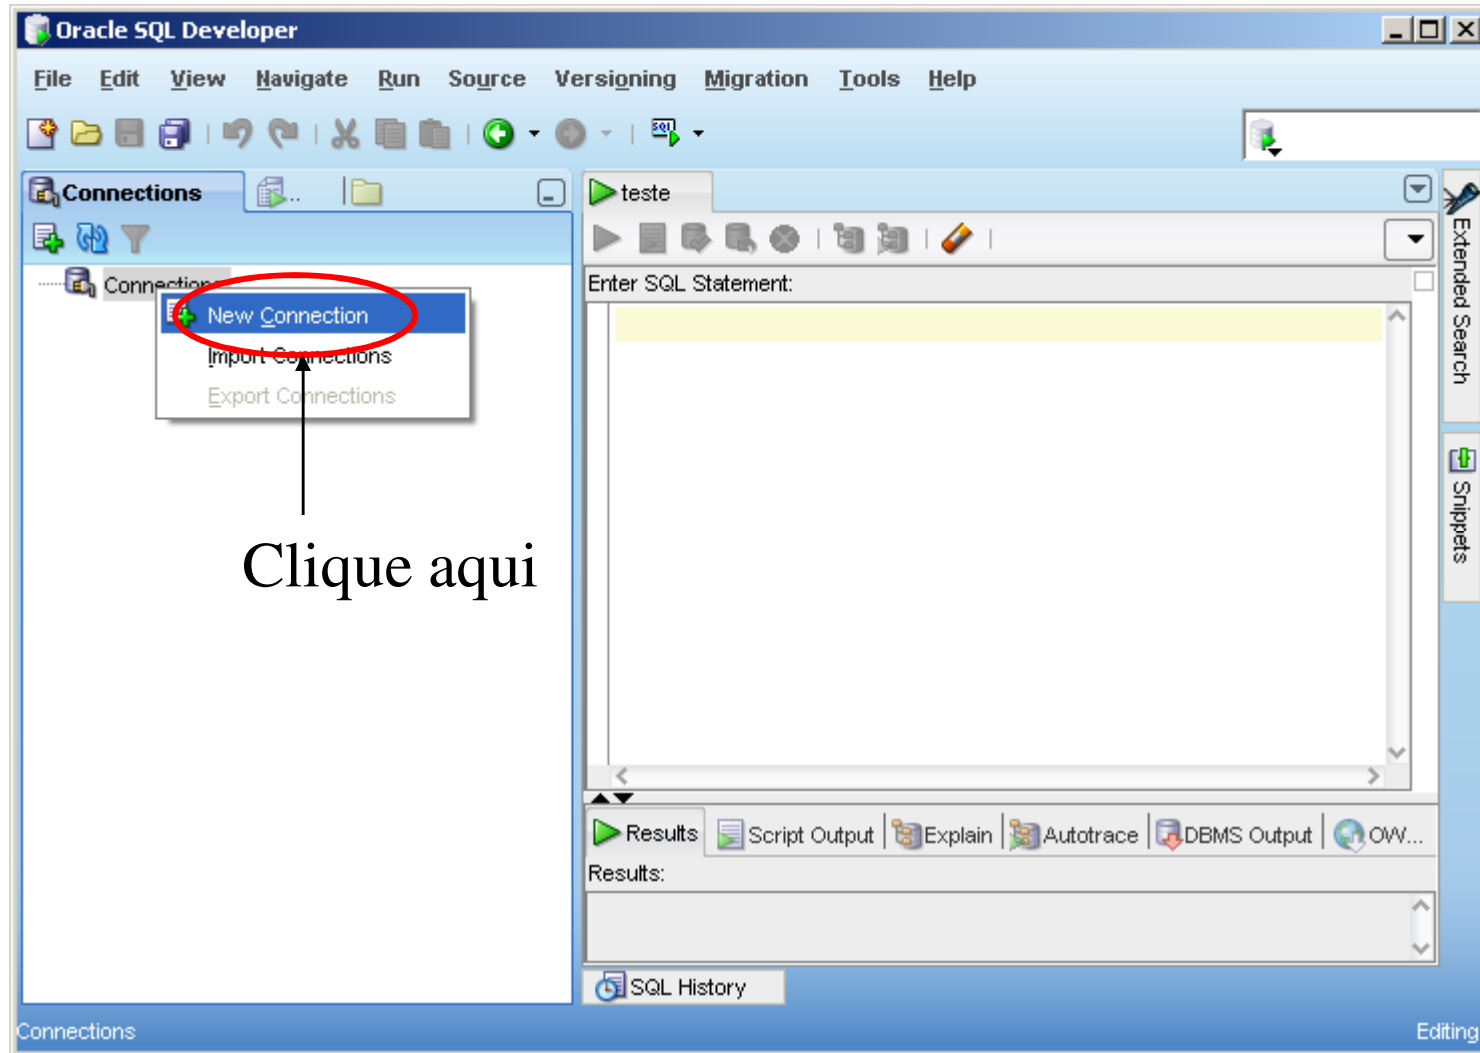 Oracle SQL Developer
File Edit View Navigate Run Source Versioning Migration Tools Help
Connections ..
teste
Connections
Enter SQL Statement:
New Connection
Import Connections
Export Connections
Clique aqui
Extended Search
Snippets
Results Script Output Explain Autotrace DBMS Output OW...
Results:
SQL History
Connections Editing